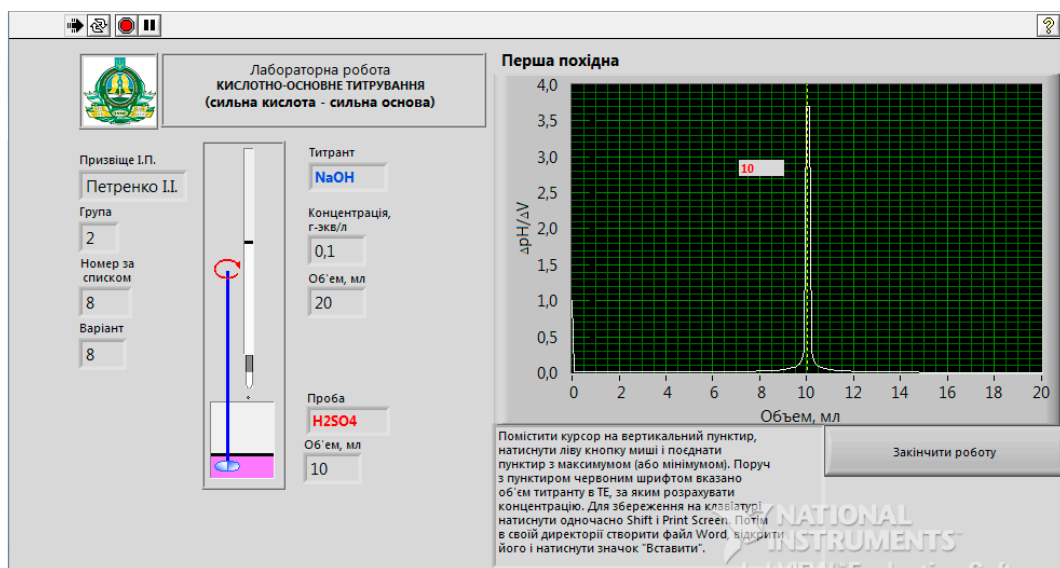 Лабораторна робота
КИСЛОТНО-ОСНОВНЕ ТИТРУВАННЯ
(сильна кислота - сильна основа)
Призвіще І.П.
Петренко І.І.
Група
2
Номер за
списком
8
Варіант
8
Титрант
NaOH
Концентрація,
г-экв/л
0,1
Об'ем, мл
20
Проба
H2SO4
Об'ем, мл
10
Перша похідна
4,0
3,5
3,0
2,5
2,0
1,5
1,0
0,5
0,0
ΔpH/ΔV
10
0 2 4 6 8 10 12 14 16 18 20
Объем, мл
Помістити курсор на вертикальний пунктир,
натиснути ліву кнопку миші і поєднати
пунктир з максимумом (або мінімумом). Поруч
з пунктиром червоним шрифтом вказано
об'єм титранту в ТЕ, за яким розрахувати
концентрацію. Для збереження на клавіатурі
натиснути одночасно Shift і Print Screen. Потім
в своїй директорії створити файл Word, відкрити
його і натиснути значок "Вставити".
Закінчити роботу
NATIONAL
INSTRUMENTS
?